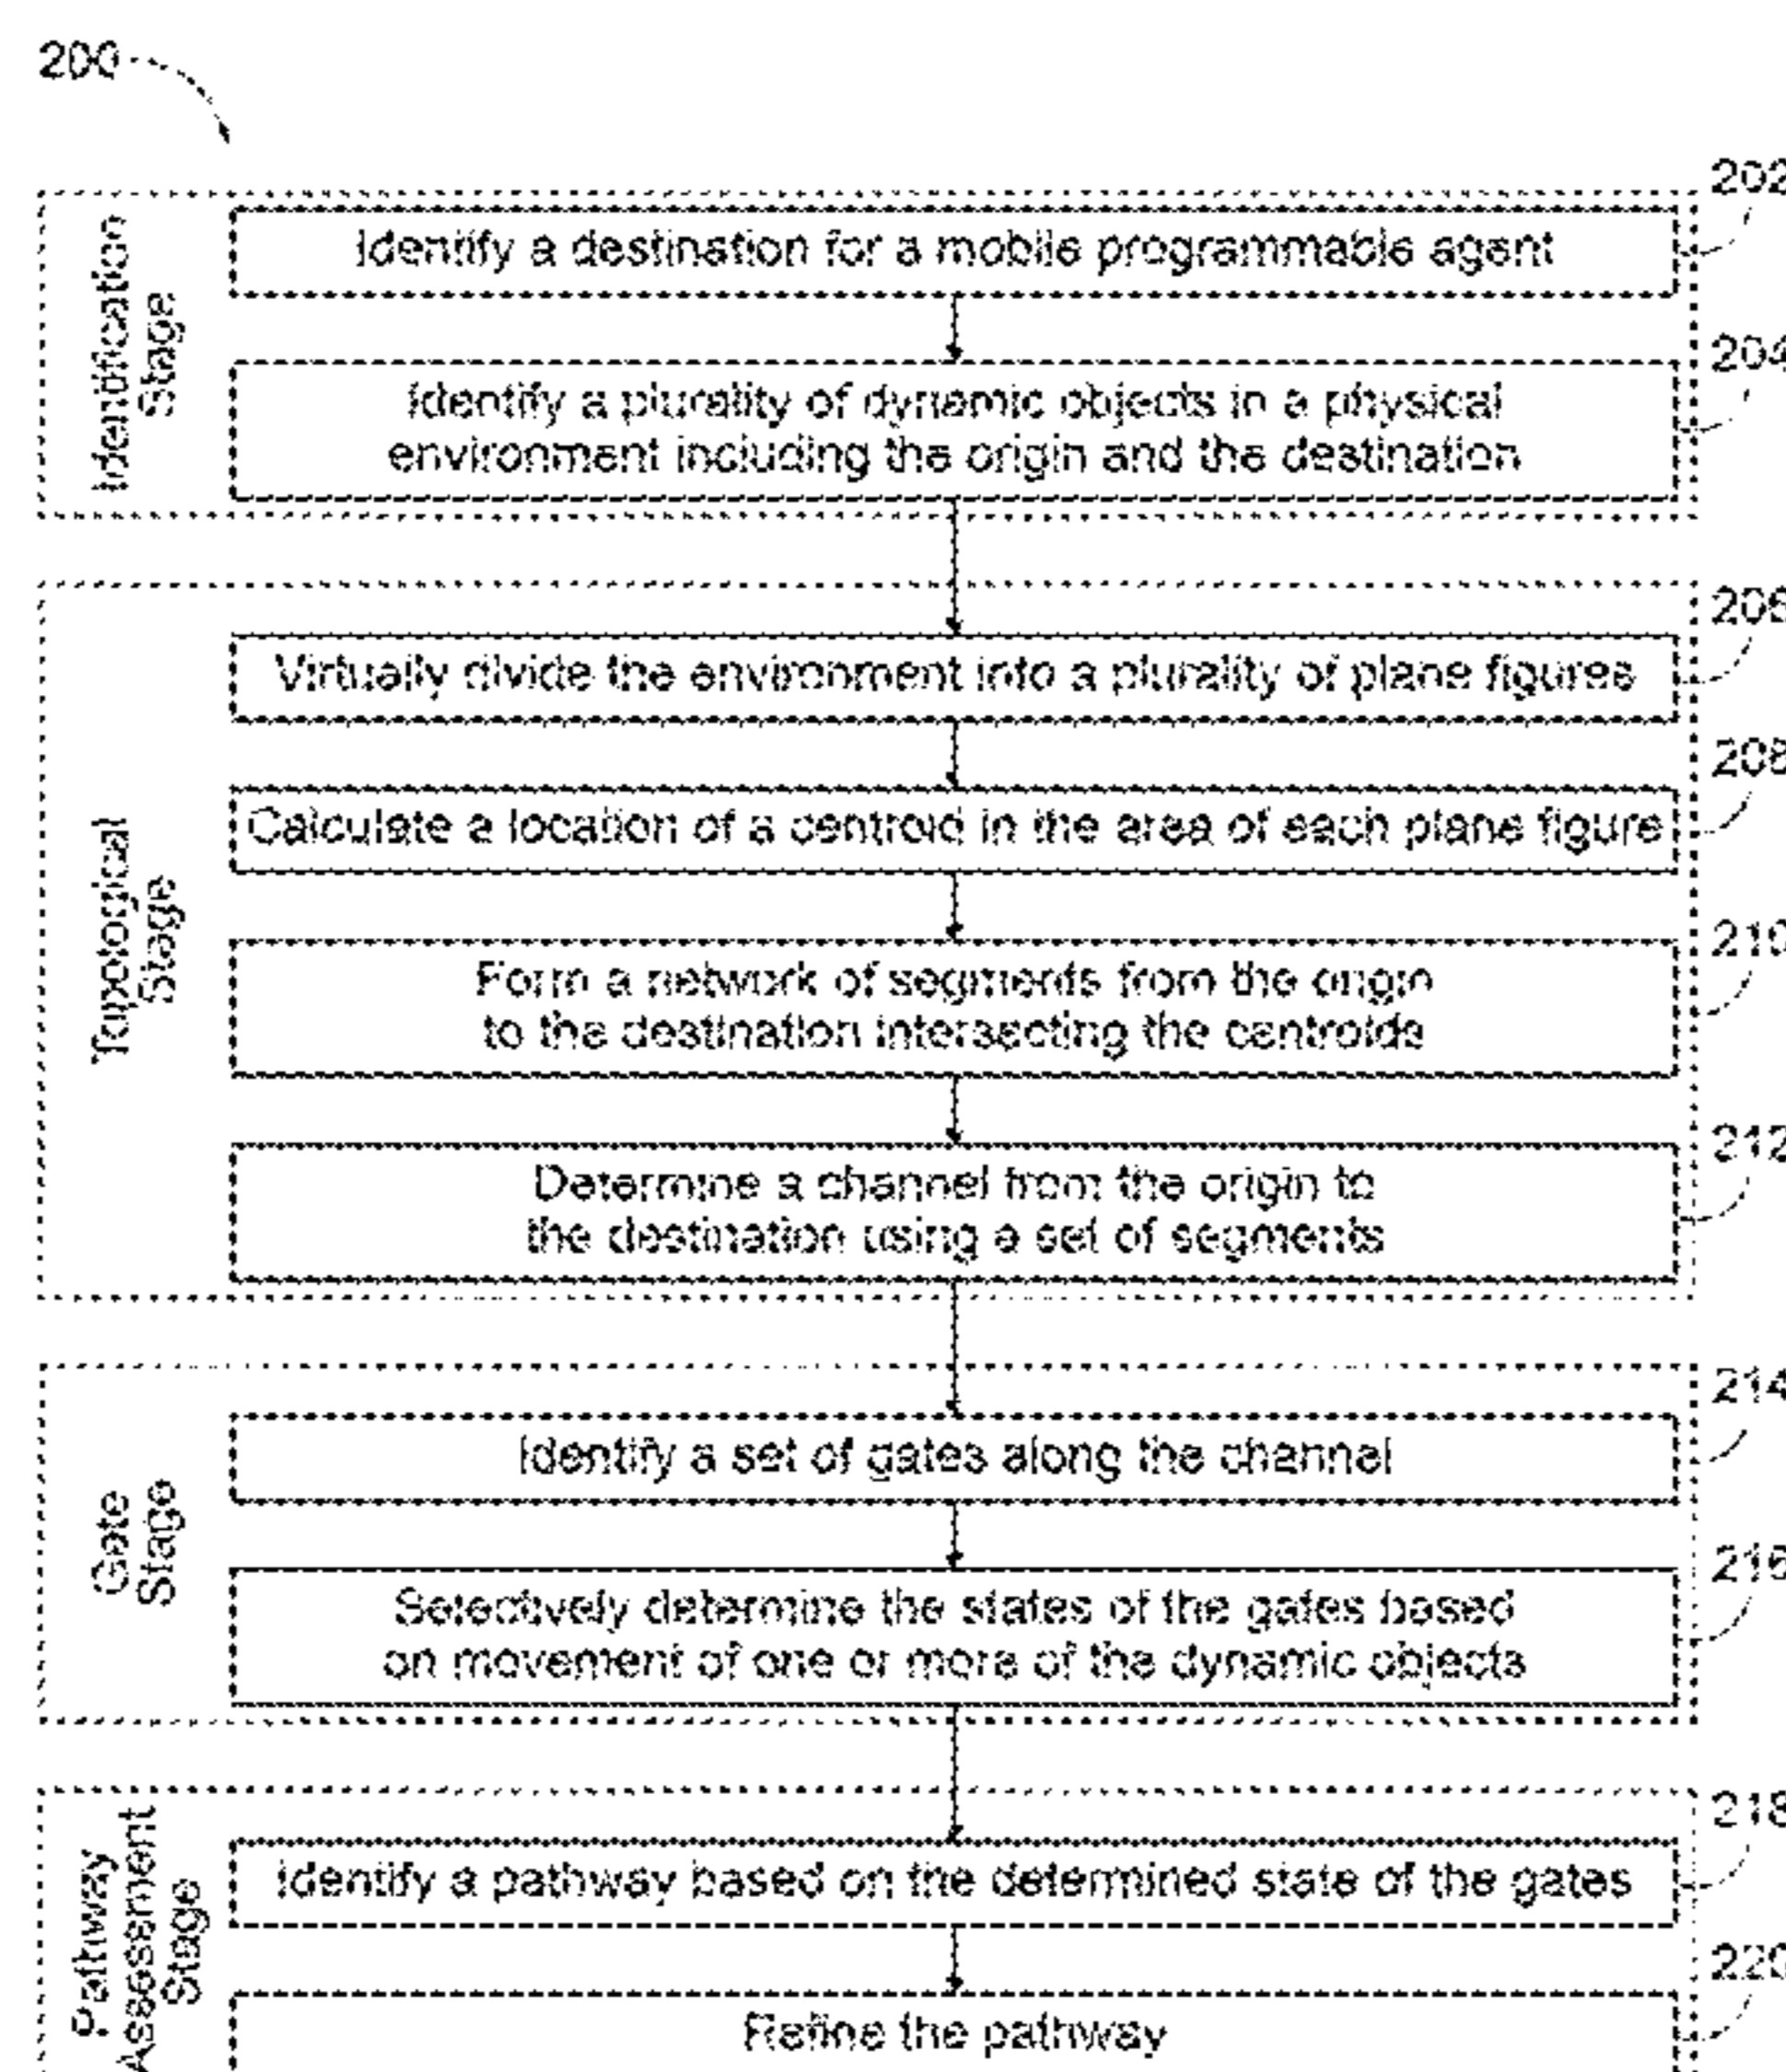 200
202
Identification
Stage
Identify a destination for a mobile programmable agent
204
Identify a plurality of dynamic objects in a physical
environment including the origin and the destination
206
Topological
Stage
Virtually divide the environment into a plurality of plane figures
208
Calculate a location of a centroid in the area of each plane figure
210
Form a network of segments from the origin
to the destination intersecting the centroids
212
Determine a channel from the origin to
the destination using a set of segments
214
Gate
Stage
Identify a set of gates along the channel
216
Selectively determine the states of the gates based
on movement of one or more of the dynamic objects
218
Pathway
Assessment
Stage
Identify a pathway based on the determined state of the gates
220
Refine the pathway